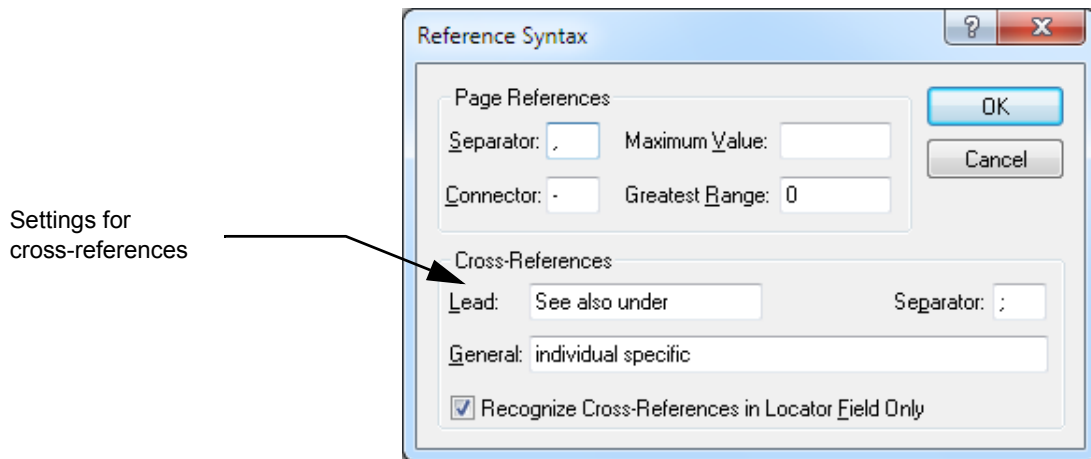 Reference Syntax
Page References
Separator: ,
Maximum Value:
OK
Cancel
Connector: -
Greatest Range: 0
Settings for
cross-references
Cross-References
Lead: See also under
Separator: ;
General: individual specific
Recognize Cross-References in Locator Field Only